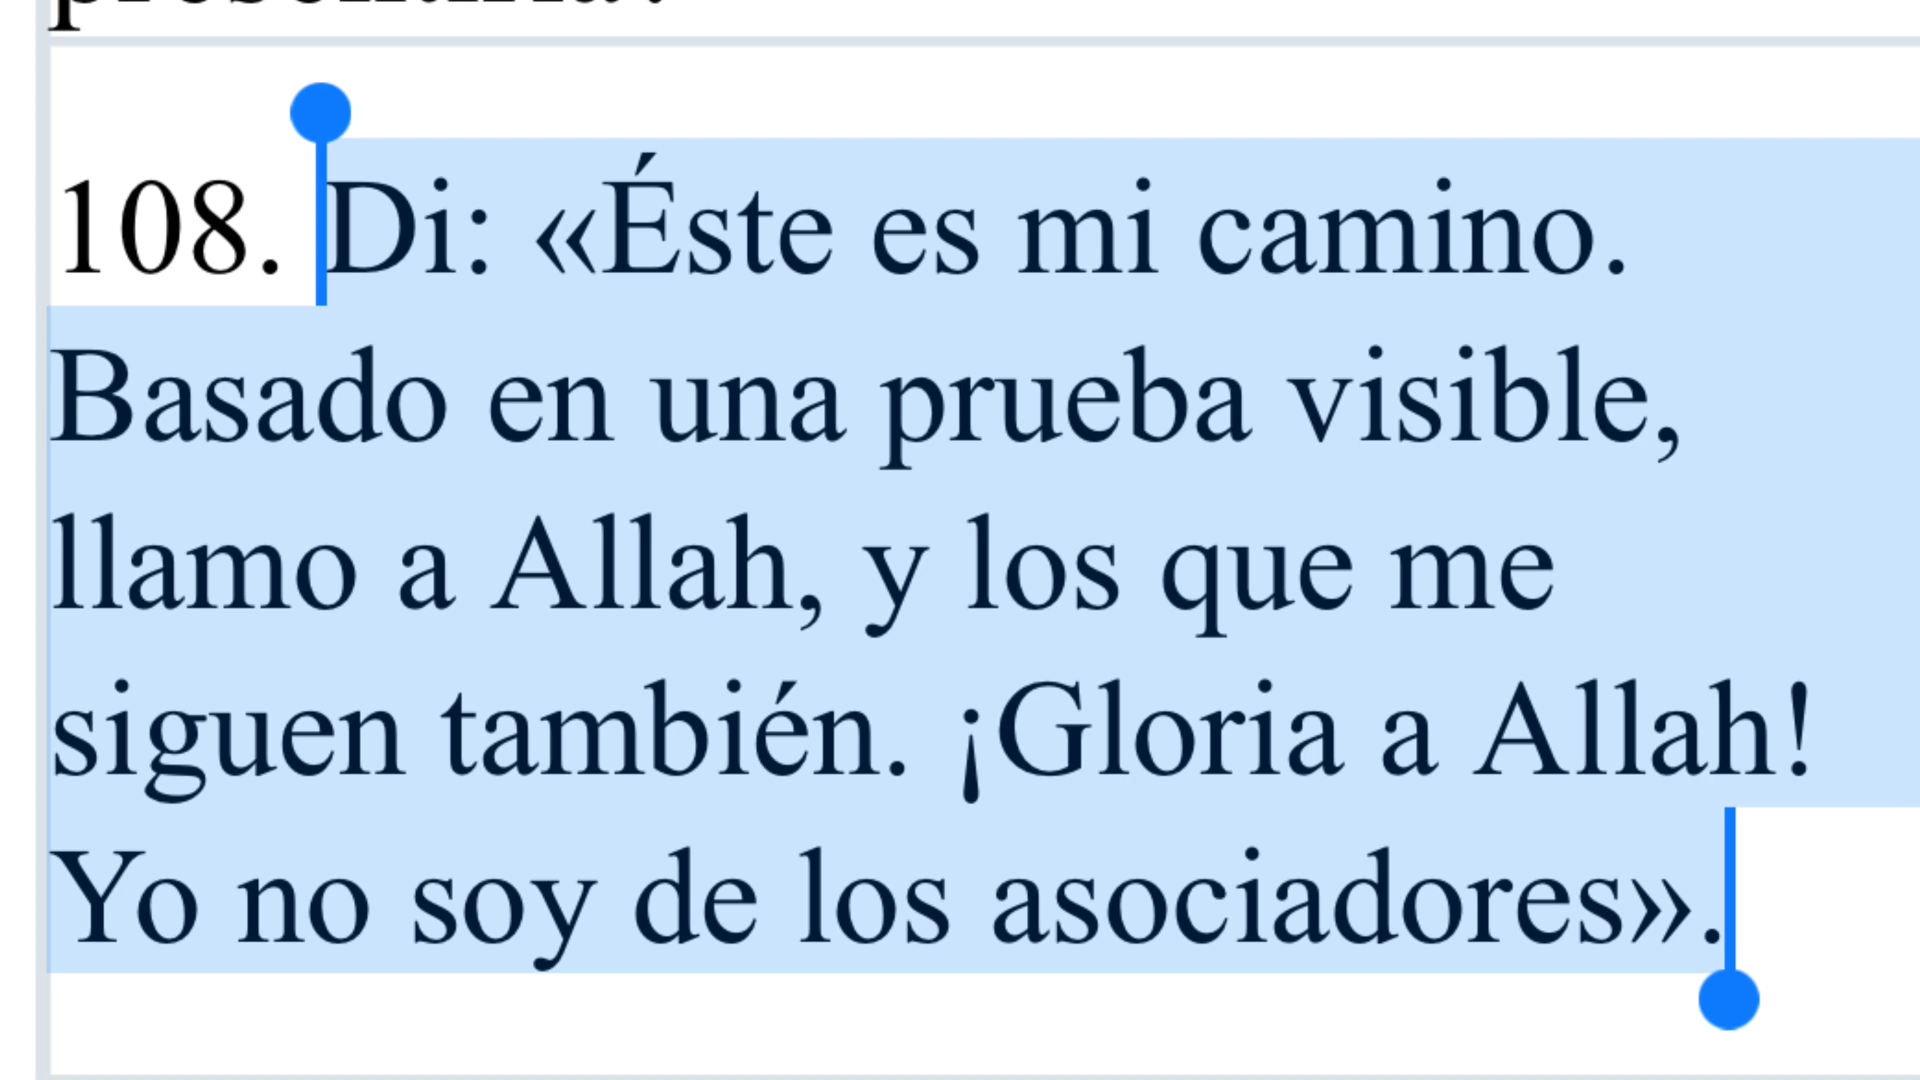 108. Di: «Éste es mi camino.
Basado en una prueba visible,
llamo a Allah, y los que me
siguen también. ¡Gloria a Allah!
Yo no soy de los asociadores».